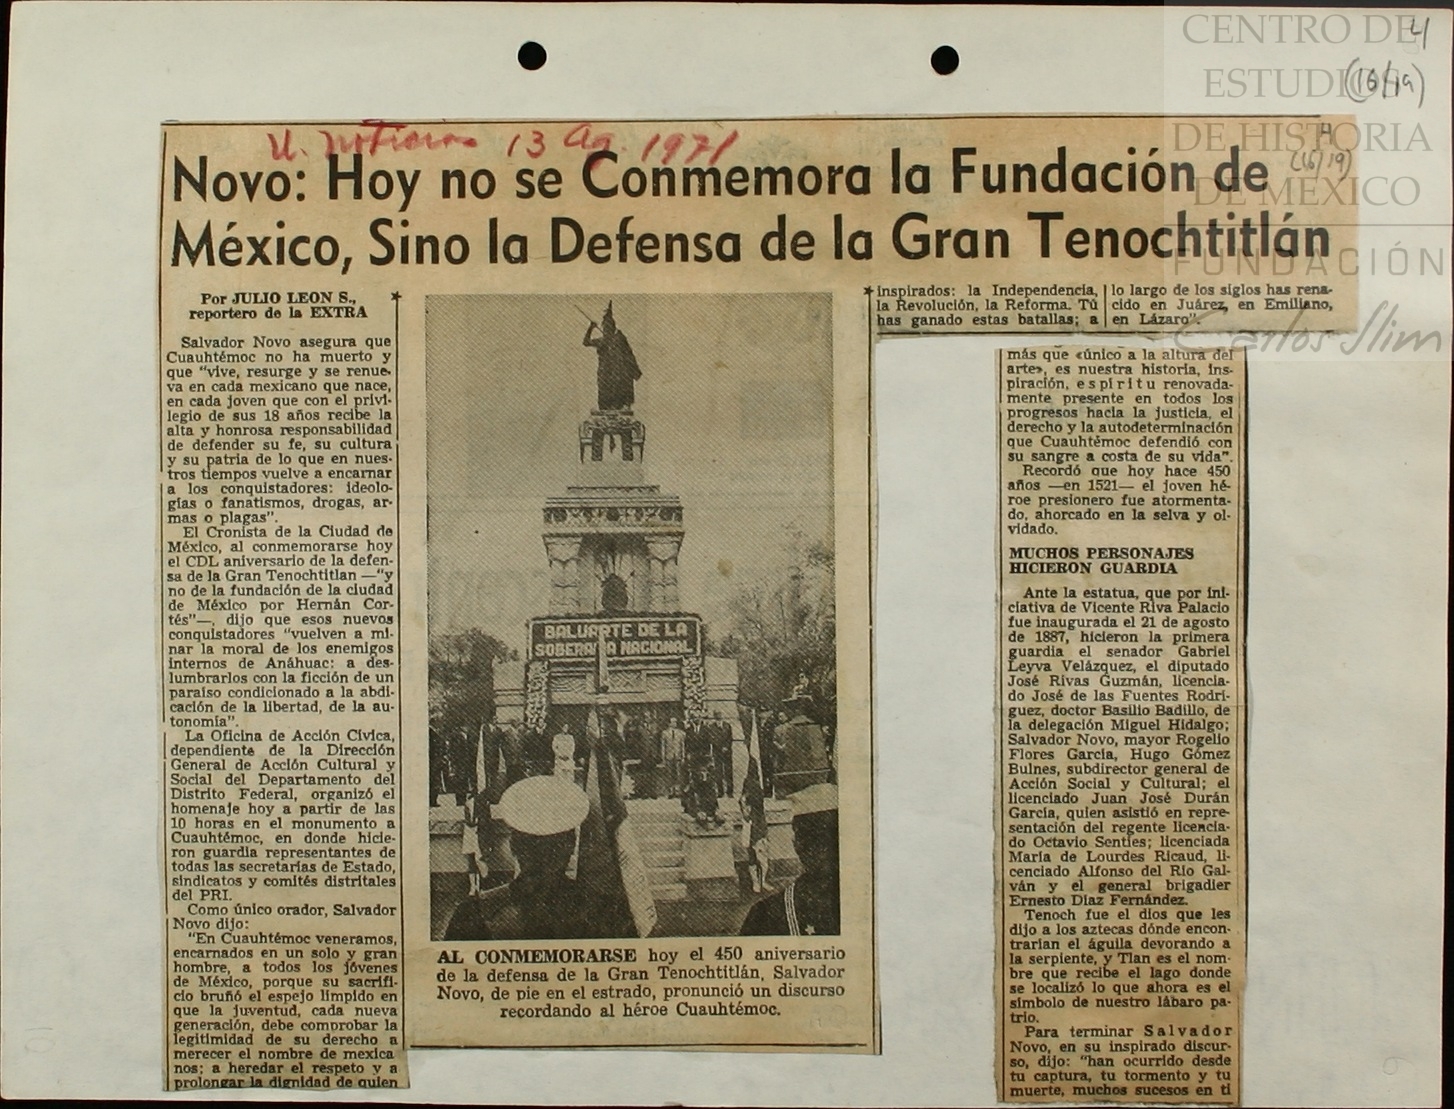 CENTRO DE
ESTUDIOS
DE HISTORIA
DE MÉXICO
FUNDACIÓN
Carlos Slim
4
(16/19)
4
(16/19)
U. Noticias 13 Ag. 1971
Novo: Hoy no se Conmemora la Fundación de
México, Sino la Defensa de la Gran Tenochtitlán
Por JULIO LEON S.,
reportero de la EXTRA
Salvador Novo asegura que
Cuauhtémoc no ha muerto y
que "vive, resurge y se renue-
va en cada mexicano que nace,
en cada joven que con el privi-
legio de sus 18 años recibe la
alta y honrosa responsabilidad
de defender su fe, su cultura
y su patria de lo que en nues-
tros tiempos vuelve a encarnar
a los conquistadores: ideolo-
gías o fanatismos, drogas, ar-
mas o plagas".
El Cronista de la Ciudad de
México, al conmemorarse hoy
el CDL aniversario de la defen-
sa de la Gran Tenochtitlan —"y
no de la fundación de la ciudad
de México por Hernán Cor-
tés"—, dijo que esos nuevos
conquistadores "vuelven a mi-
nar la moral de los enemigos
internos de Anáhuac: a des-
lumbrarlos con la ficción de un
paraíso condicionado a la abdi-
cación de la libertad, de la au-
tonomía".
La Oficina de Acción Cívica,
dependiente de la Dirección
General de Acción Cultural y
Social del Departamento del
Distrito Federal, organizó el
homenaje hoy a partir de las
10 horas en el monumento a
Cuauhtémoc, en donde hicie-
ron guardia representantes de
todas las secretarías de Estado,
sindicatos y comités distritales
del PRI.
Como único orador, Salvador
Novo dijo:
"En Cuauhtémoc veneramos,
encarnados en un solo y gran
hombre, a todos los jóvenes
de México, porque su sacrifi-
cio bruñó el espejo límpido en
que la juventud, cada nueva
generación, debe comprobar la
legitimidad de su derecho a
merecer el nombre de mexica
nos; a heredar el respeto y a
prolongar la dignidad de quien
BALUARTE DE LA
SOBERANIA NACIONAL
AL CONMEMORARSE hoy el 450 aniversario
de la defensa de la Gran Tenochtitlán, Salvador
Novo, de pie en el estrado, pronunció un discurso
recordando al héroe Cuauhtémoc.
inspirados: la Independencia,
la Revolución, la Reforma. Tú
has ganado estas batallas; a
lo largo de los siglos has rena-
cido en Juárez, en Emiliano,
en Lázaro".
más que «único a la altura del
arte», es nuestra historia, ins-
piración, espíritu renovada-
mente presente en todos los
progresos hacia la justicia, el
derecho y la autodeterminación
que Cuauhtémoc defendió con
su sangre a costa de su vida".
Recordó que hoy hace 450
años —en 1521— el joven hé-
roe presionero fue atormenta-
do, ahorcado en la selva y ol-
vidado.
MUCHOS PERSONAJES
HICIERON GUARDIA
Ante la estatua, que por ini-
ciativa de Vicente Riva Palacio
fue inaugurada el 21 de agosto
de 1887, hicieron la primera
guardia el senador Gabriel
Leyva Velázquez, el diputado
José Rivas Guzmán, licencia-
do José de las Fuentes Rodrí-
guez, doctor Basilio Badillo, de
la delegación Miguel Hidalgo;
Salvador Novo, mayor Rogelio
Flores García, Hugo Gómez
Bulnes, subdirector general de
Acción Social y Cultural; el
licenciado Juan José Durán
García, quien asistió en repre-
sentación del regente licencia-
do Octavio Sentíes; licenciada
María de Lourdes Ricaud, li-
cenciado Alfonso del Río Gal-
ván y el general brigadier
Ernesto Díaz Fernández.
Tenoch fue el dios que les
dijo a los aztecas dónde encon-
trarían el águila devorando a
la serpiente, y Tlan es el nom-
bre que recibe el lago donde
se localizó lo que ahora es el
símbolo de nuestro lábaro pa-
trio.
Para terminar Salvador
Novo, en su inspirado discur-
so, dijo: "han ocurrido desde
tu captura, tu tormento y tu
muerte, muchos sucesos en ti